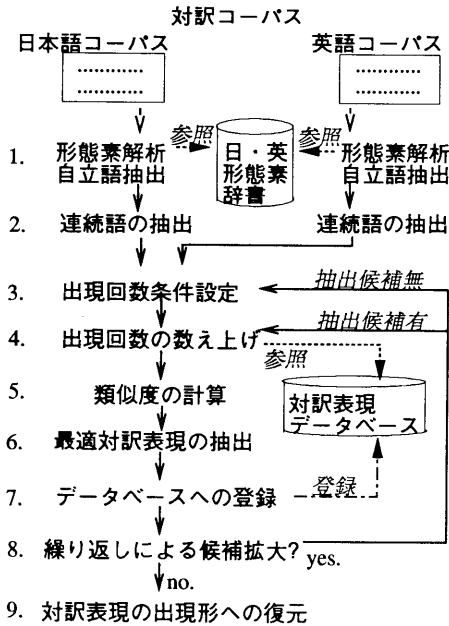 対訳コーパス
日本語コーパス
英語コーパス
............
............
............
............
参照
参照
1. 形態素解析
自立語抽出
日・英
形態素
辞書
形態素解析
自立語抽出
2. 連続語の抽出
連続語の抽出
3. 出現回数条件設定
抽出候補無
4. 出現回数の数え上げ
抽出候補有
参照
5. 類似度の計算
対訳表現
データベース
6. 最適対訳表現の抽出
7. データベースへの登録
登録
8. 繰り返しによる候補拡大?
yes.
no.
9. 対訳表現の出現形への復元